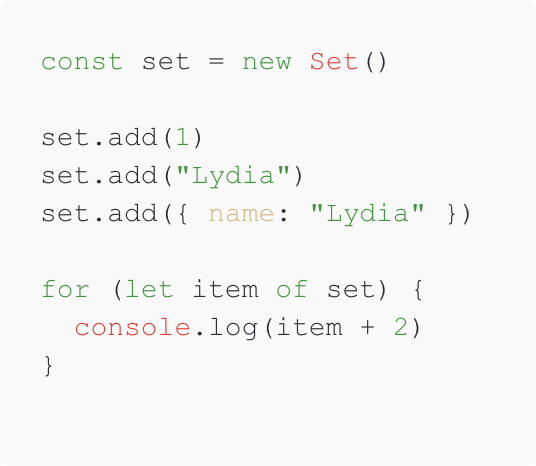 const set = new Set()

set.add(1)
set.add("Lydia")
set.add({ name: "Lydia" })

for (let item of set) {
  console.log(item + 2)
}